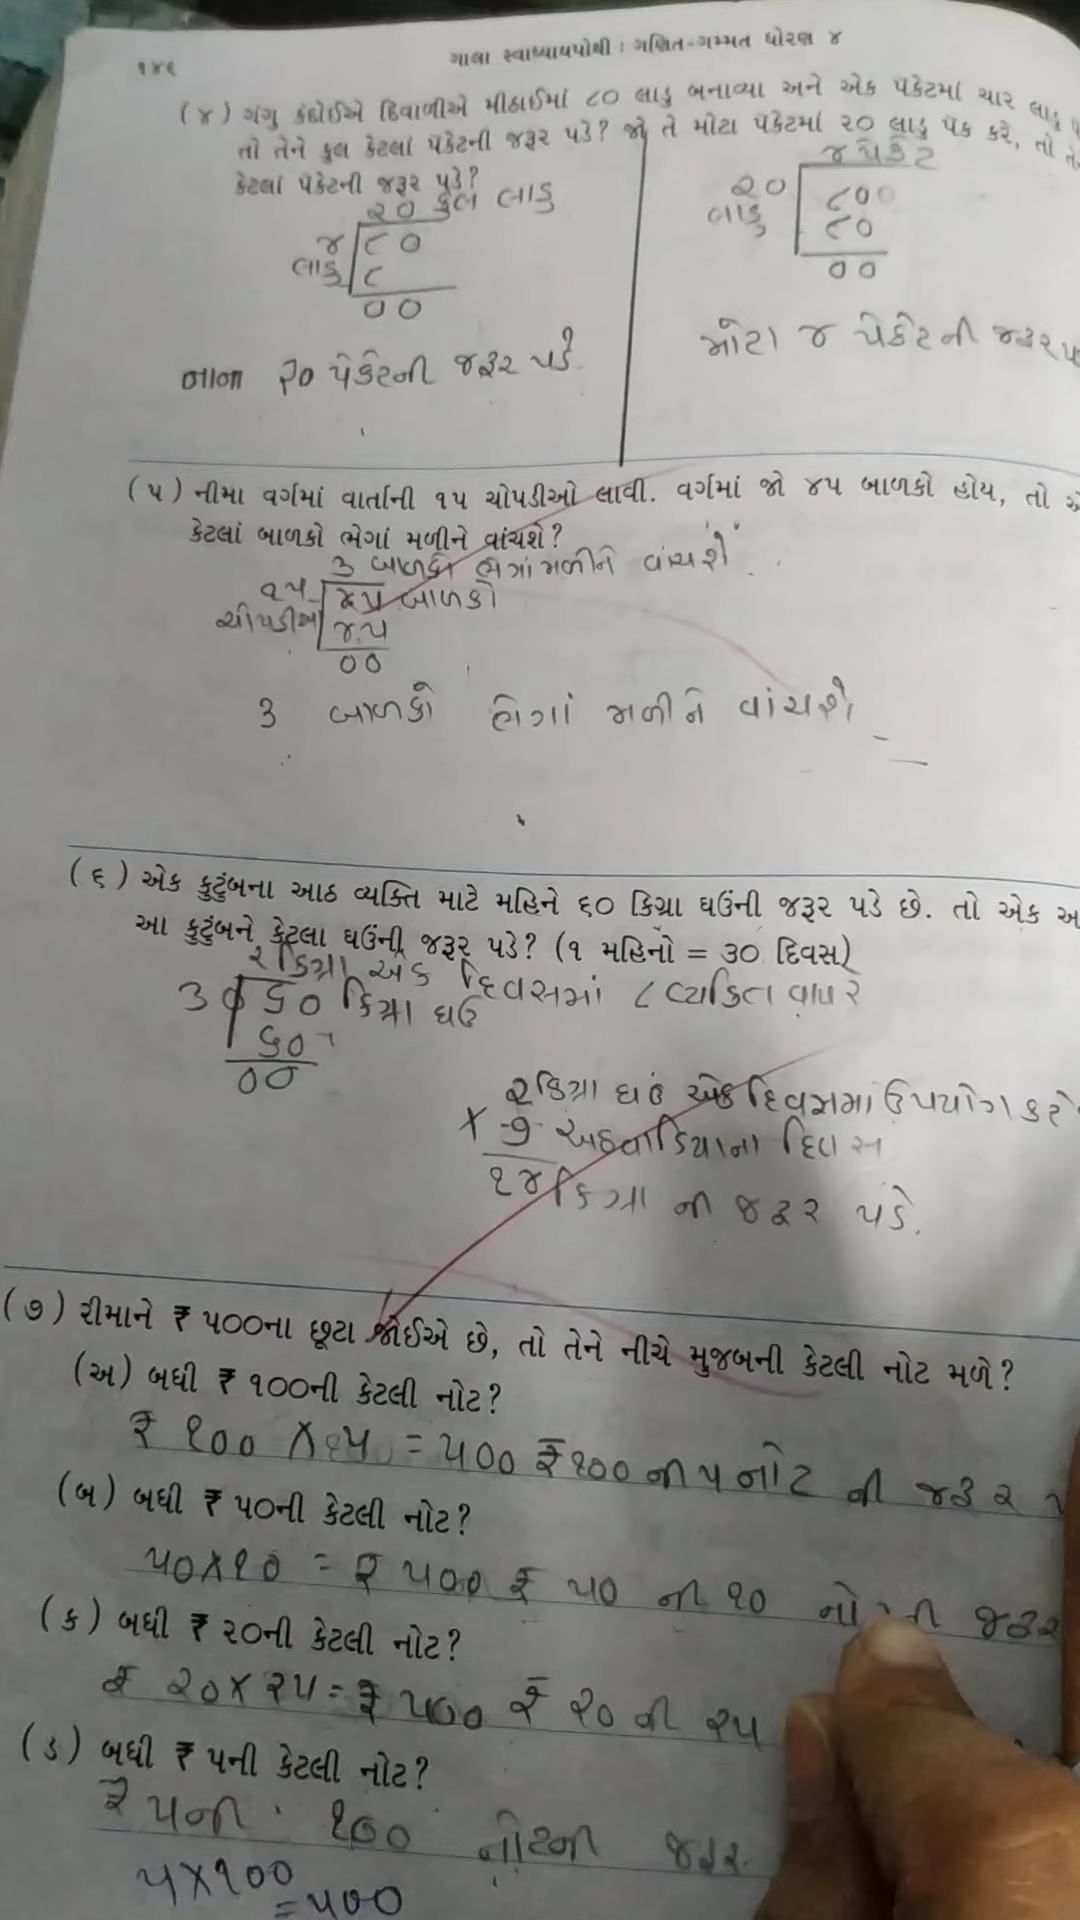 ૧૪૬
ગાલા સ્વાધ્યાયપોથી : ગણિત-ગમ્મત ધોરણ ૪
(૪) ગંગુ કંદોઈએ દિવાળીએ મીઠાઈમાં ૮૦ લાડુ બનાવ્યા અને એક પૅકેટમાં ચાર લાડુ
તો તેને કુલ કેટલાં પૅકેટની જરૂર પડે? જો તે મોટા પૅકેટમાં ૨૦ લાડુ પૅક કરે, તો
કેટલાં પૅકેટની જરૂર પડે?
૨૦ કુલ લાડુ
૪ ૮૦
લાડુ ૮
૦૦
નાના ૨૦ પેકેટની જરૂર પડે
૪ પેકેટ
૨૦ ૮૦૦
લાડુ ૮૦
૦૦
મોટા ૪ પેકેટની જરૂર
(૫) નીમા વર્ગમાં વાર્તાની ૧૫ ચોપડીઓ લાવી. વર્ગમાં જો ૪૫ બાળકો હોય, તો
કેટલાં બાળકો ભેગાં મળીને વાંચશે?
૩ બાળકો ભેગાં મળીને વાંચશે
૧૫ ૪૫ બાળકો
ચોપડીઓ ૪૫
૦૦
૩ બાળકો ભેગાં મળીને વાંચશે
(૬) એક કુટુંબના આઠ વ્યક્તિ માટે મહિને ૬૦ કિગ્રા ઘઉંની જરૂર પડે છે. તો એક
આ કુટુંબને કેટલા ઘઉંની જરૂર પડે? (૧ મહિનો = ૩૦ દિવસ)
૨ કિગ્રા એક દિવસમાં ૮ વ્યકિત વાપરે
૩૦ ૬૦ કિગ્રા ઘઉં
૬૦
૦૦
૨ કિગ્રા ઘઉં એક દિવસમાં ઉપયોગ કરે
× ૭ અઠવાડિયાના દિવસ
૧૪ કિગ્રા ની જરૂર પડે.
(૭) રીમાને ₹ ૫૦૦ના છૂટા જોઈએ છે, તો તેને નીચે મુજબની કેટલી નોટ મળે?
(અ) બધી ₹ ૧૦૦ની કેટલી નોટ?
₹ ૧૦૦ × ૫ = ૫૦૦ ₹ ૧૦૦ ની ૫ નોટ ની જરૂર
(બ) બધી ₹ ૫૦ની કેટલી નોટ?
૫૦×૧૦ = ₹ ૫૦૦ ₹ ૫૦ ની ૧૦ જરૂર
(ક) બધી ₹ ૨૦ની કેટલી નોટ?
₹ ૨૦×૨૫ = ₹ ૫૦૦ ₹ ૨૦ ની ૨૫
(ડ) બધી ₹ ૫ની કેટલી નોટ?
₹ ૫ની ૧૦૦ નોટની જરૂર
૫×૧૦૦
= ૫૦૦